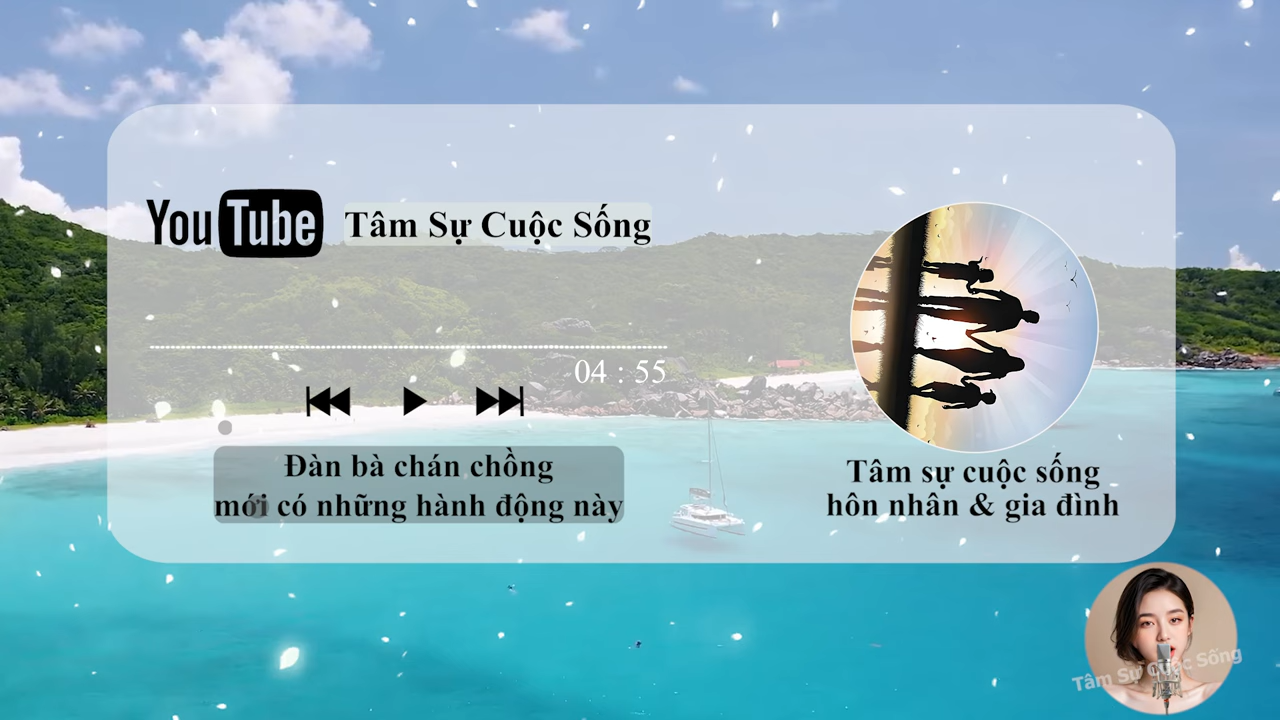 YouTube Tâm Sự Cuộc Sống
04 : 55
Đàn bà chán chồng
mới có những hành động này
Tâm sự cuộc sống
hôn nhân & gia đình
Tâm Sự Cuộc Sống